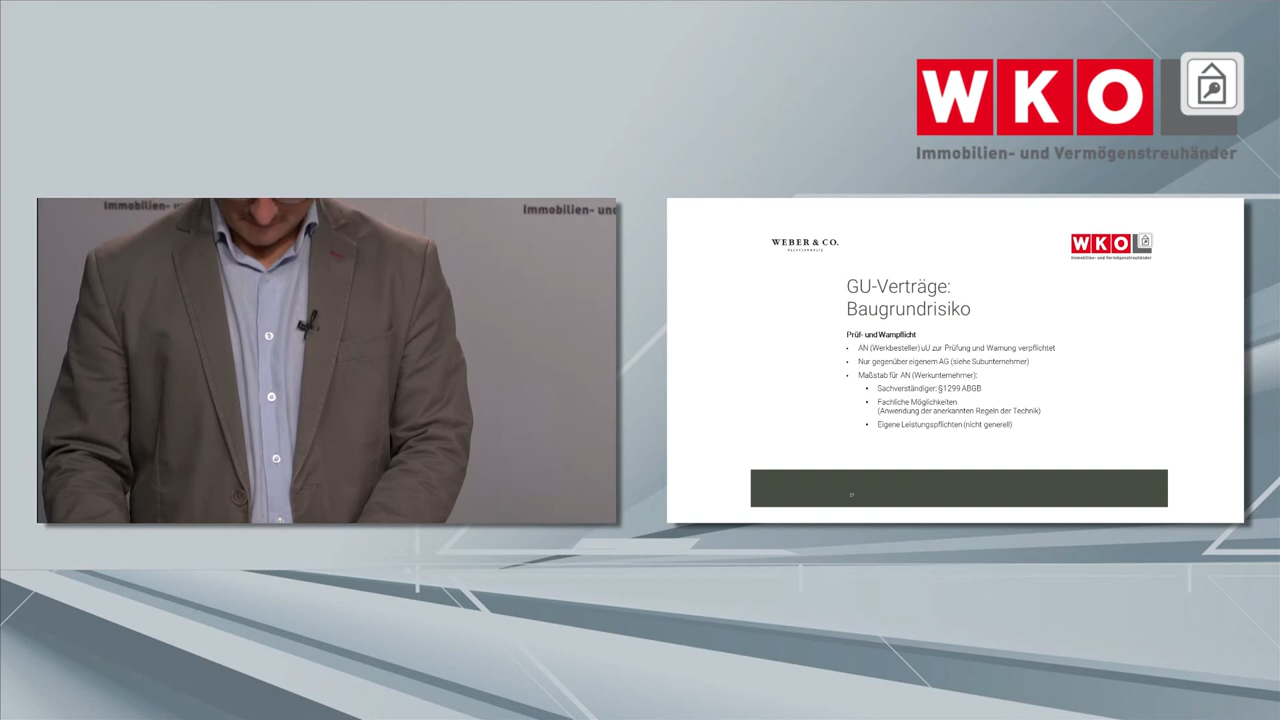 WKO
Immobilien- und Vermögenstreuhänder
Immobilien-
Immobilien- und
WEBER & CO.
RECHTSANWÄLTE
WKO
Immobilien- und Vermögenstreuhänder
GU-Verträge:
Baugrundrisiko
Prüf- und Warnpflicht
• AN (Werkbesteller) uU zur Prüfung und Warnung verpflichtet
• Nur gegenüber eigenem AG (siehe Subunternehmer)
• Maßstab für AN (Werkunternehmer):
• Sachverständiger: §1299 ABGB
• Fachliche Möglichkeiten
(Anwendung der anerkannten Regeln der Technik)
• Eigene Leistungspflichten (nicht generell)